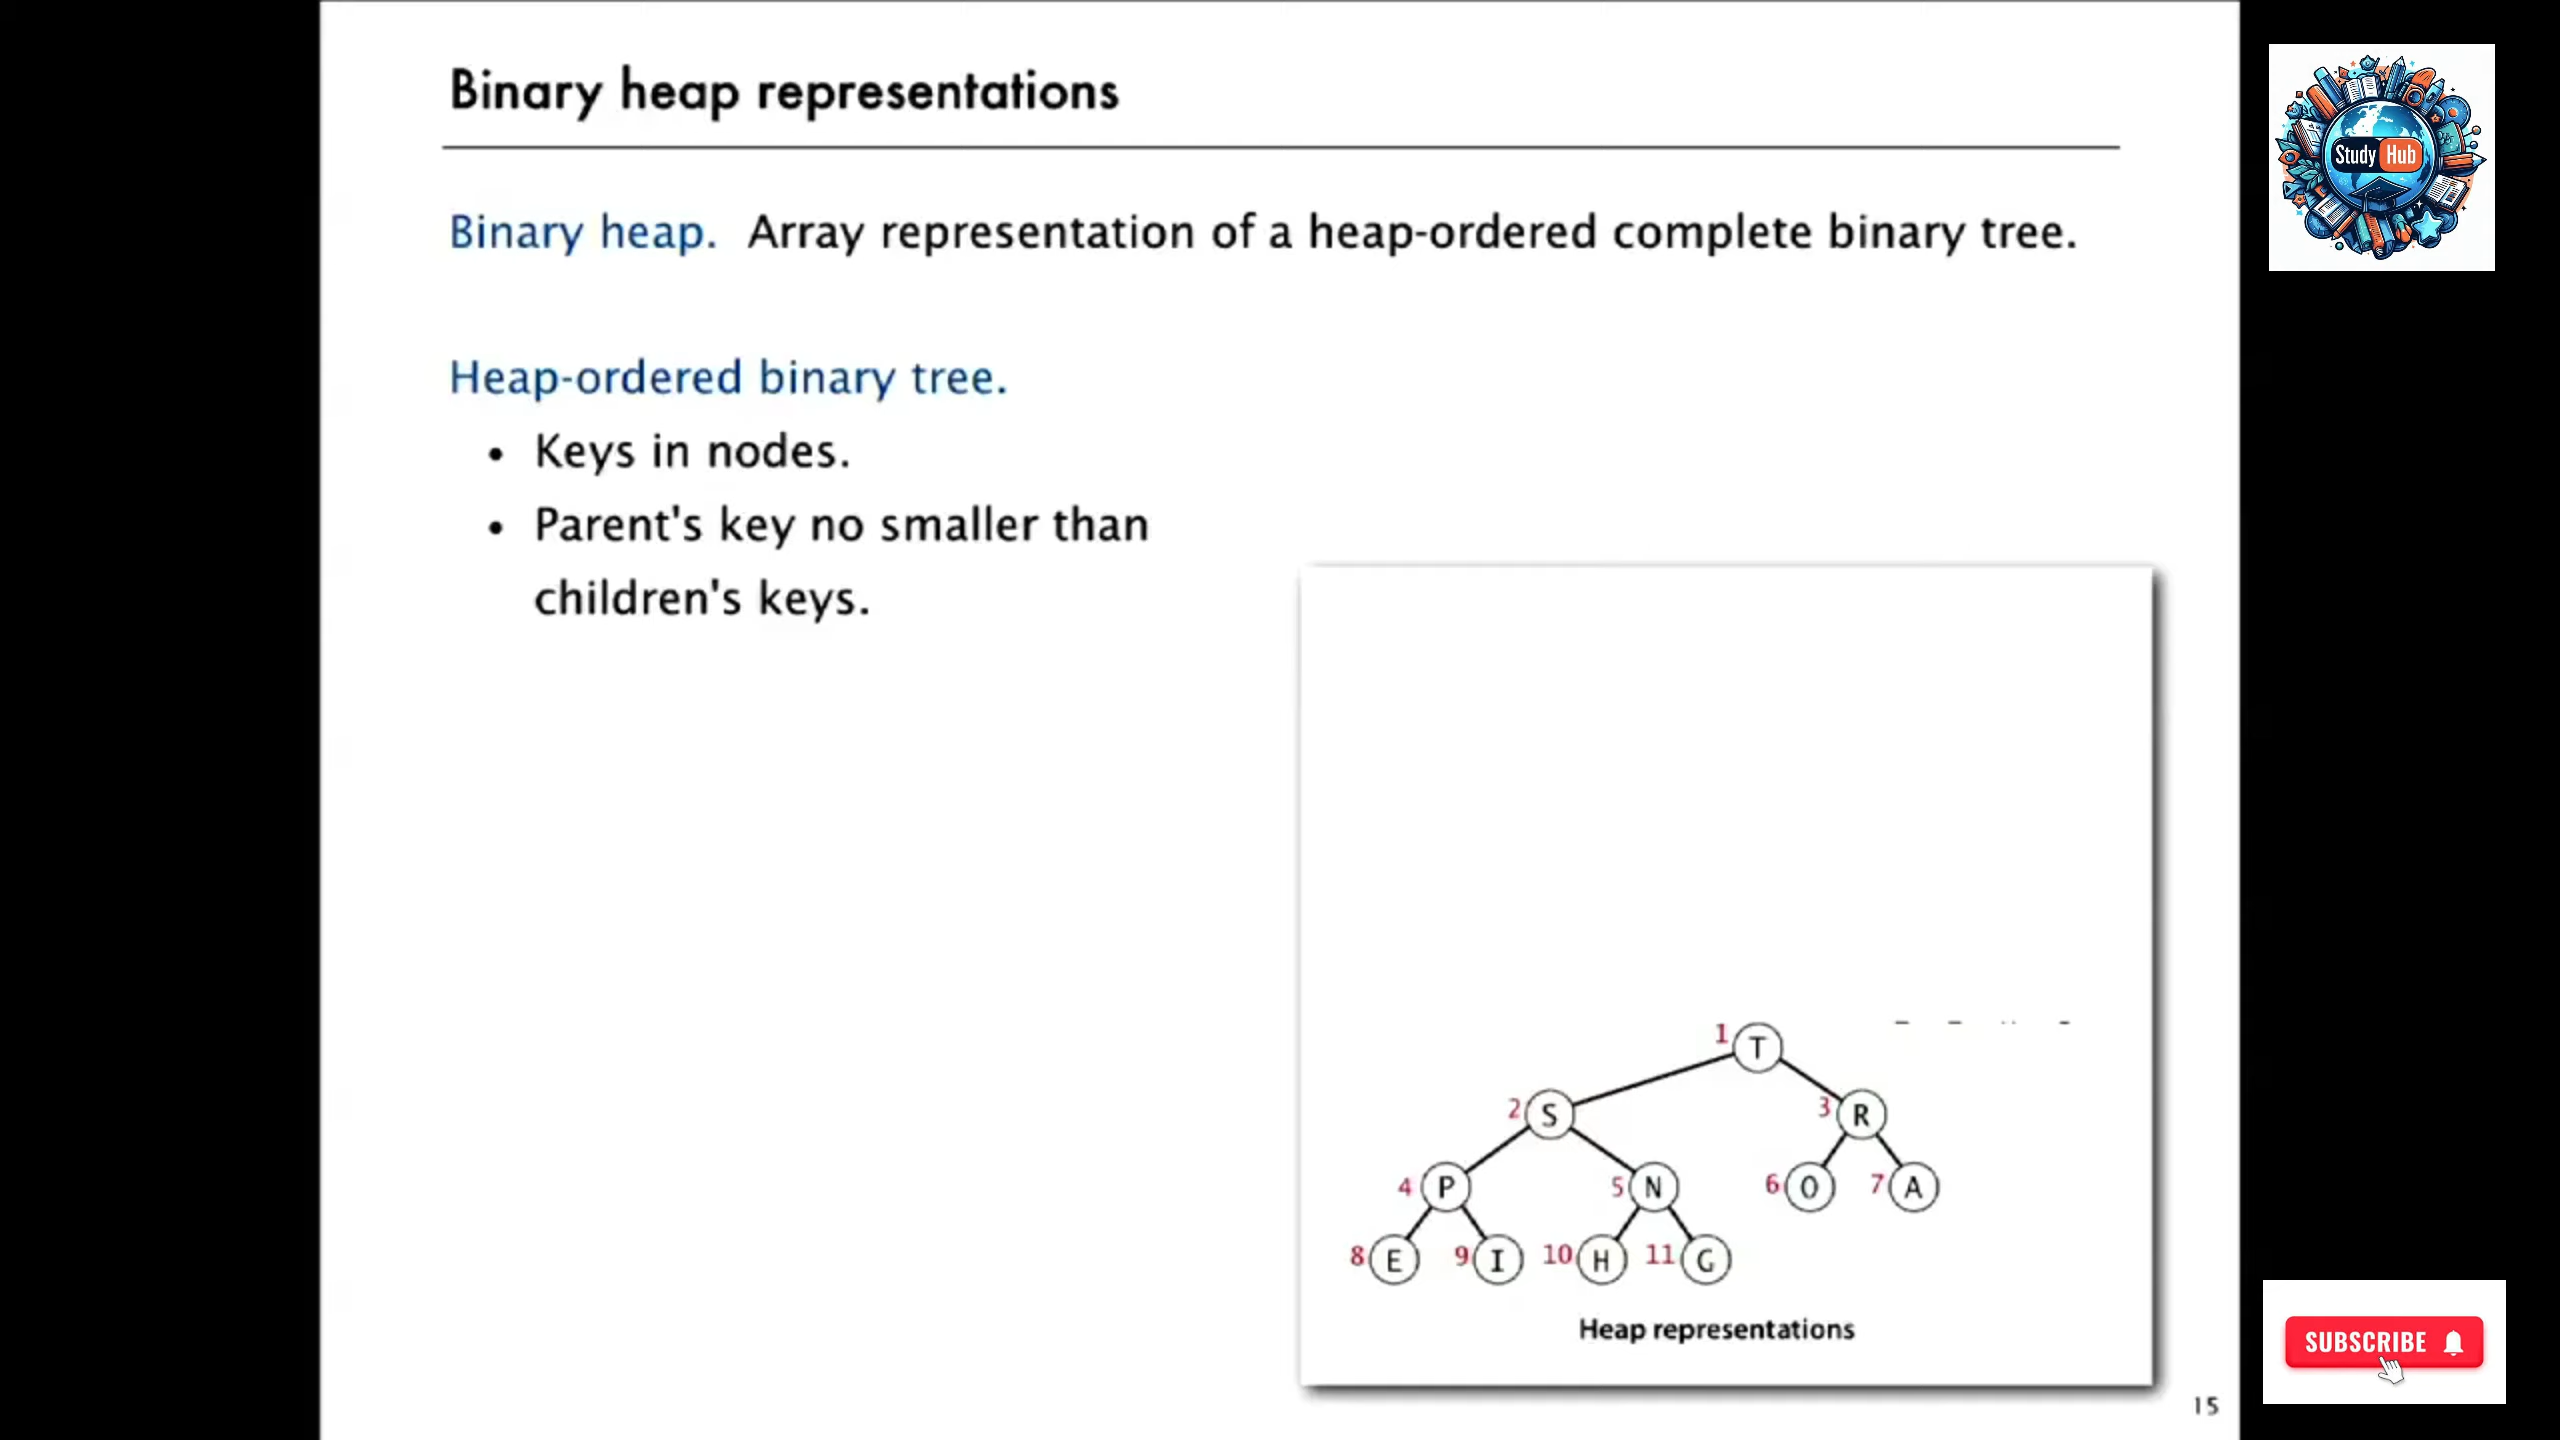 Binary heap representations
Study Hub
Binary heap. Array representation of a heap-ordered complete binary tree.
Heap-ordered binary tree.
• Keys in nodes.
• Parent's key no smaller than
children's keys.
1 T
2 S 3 R
4 P 5 N 6 O 7 A
8 E 9 I 10 H 11 G
Heap representations
SUBSCRIBE
15